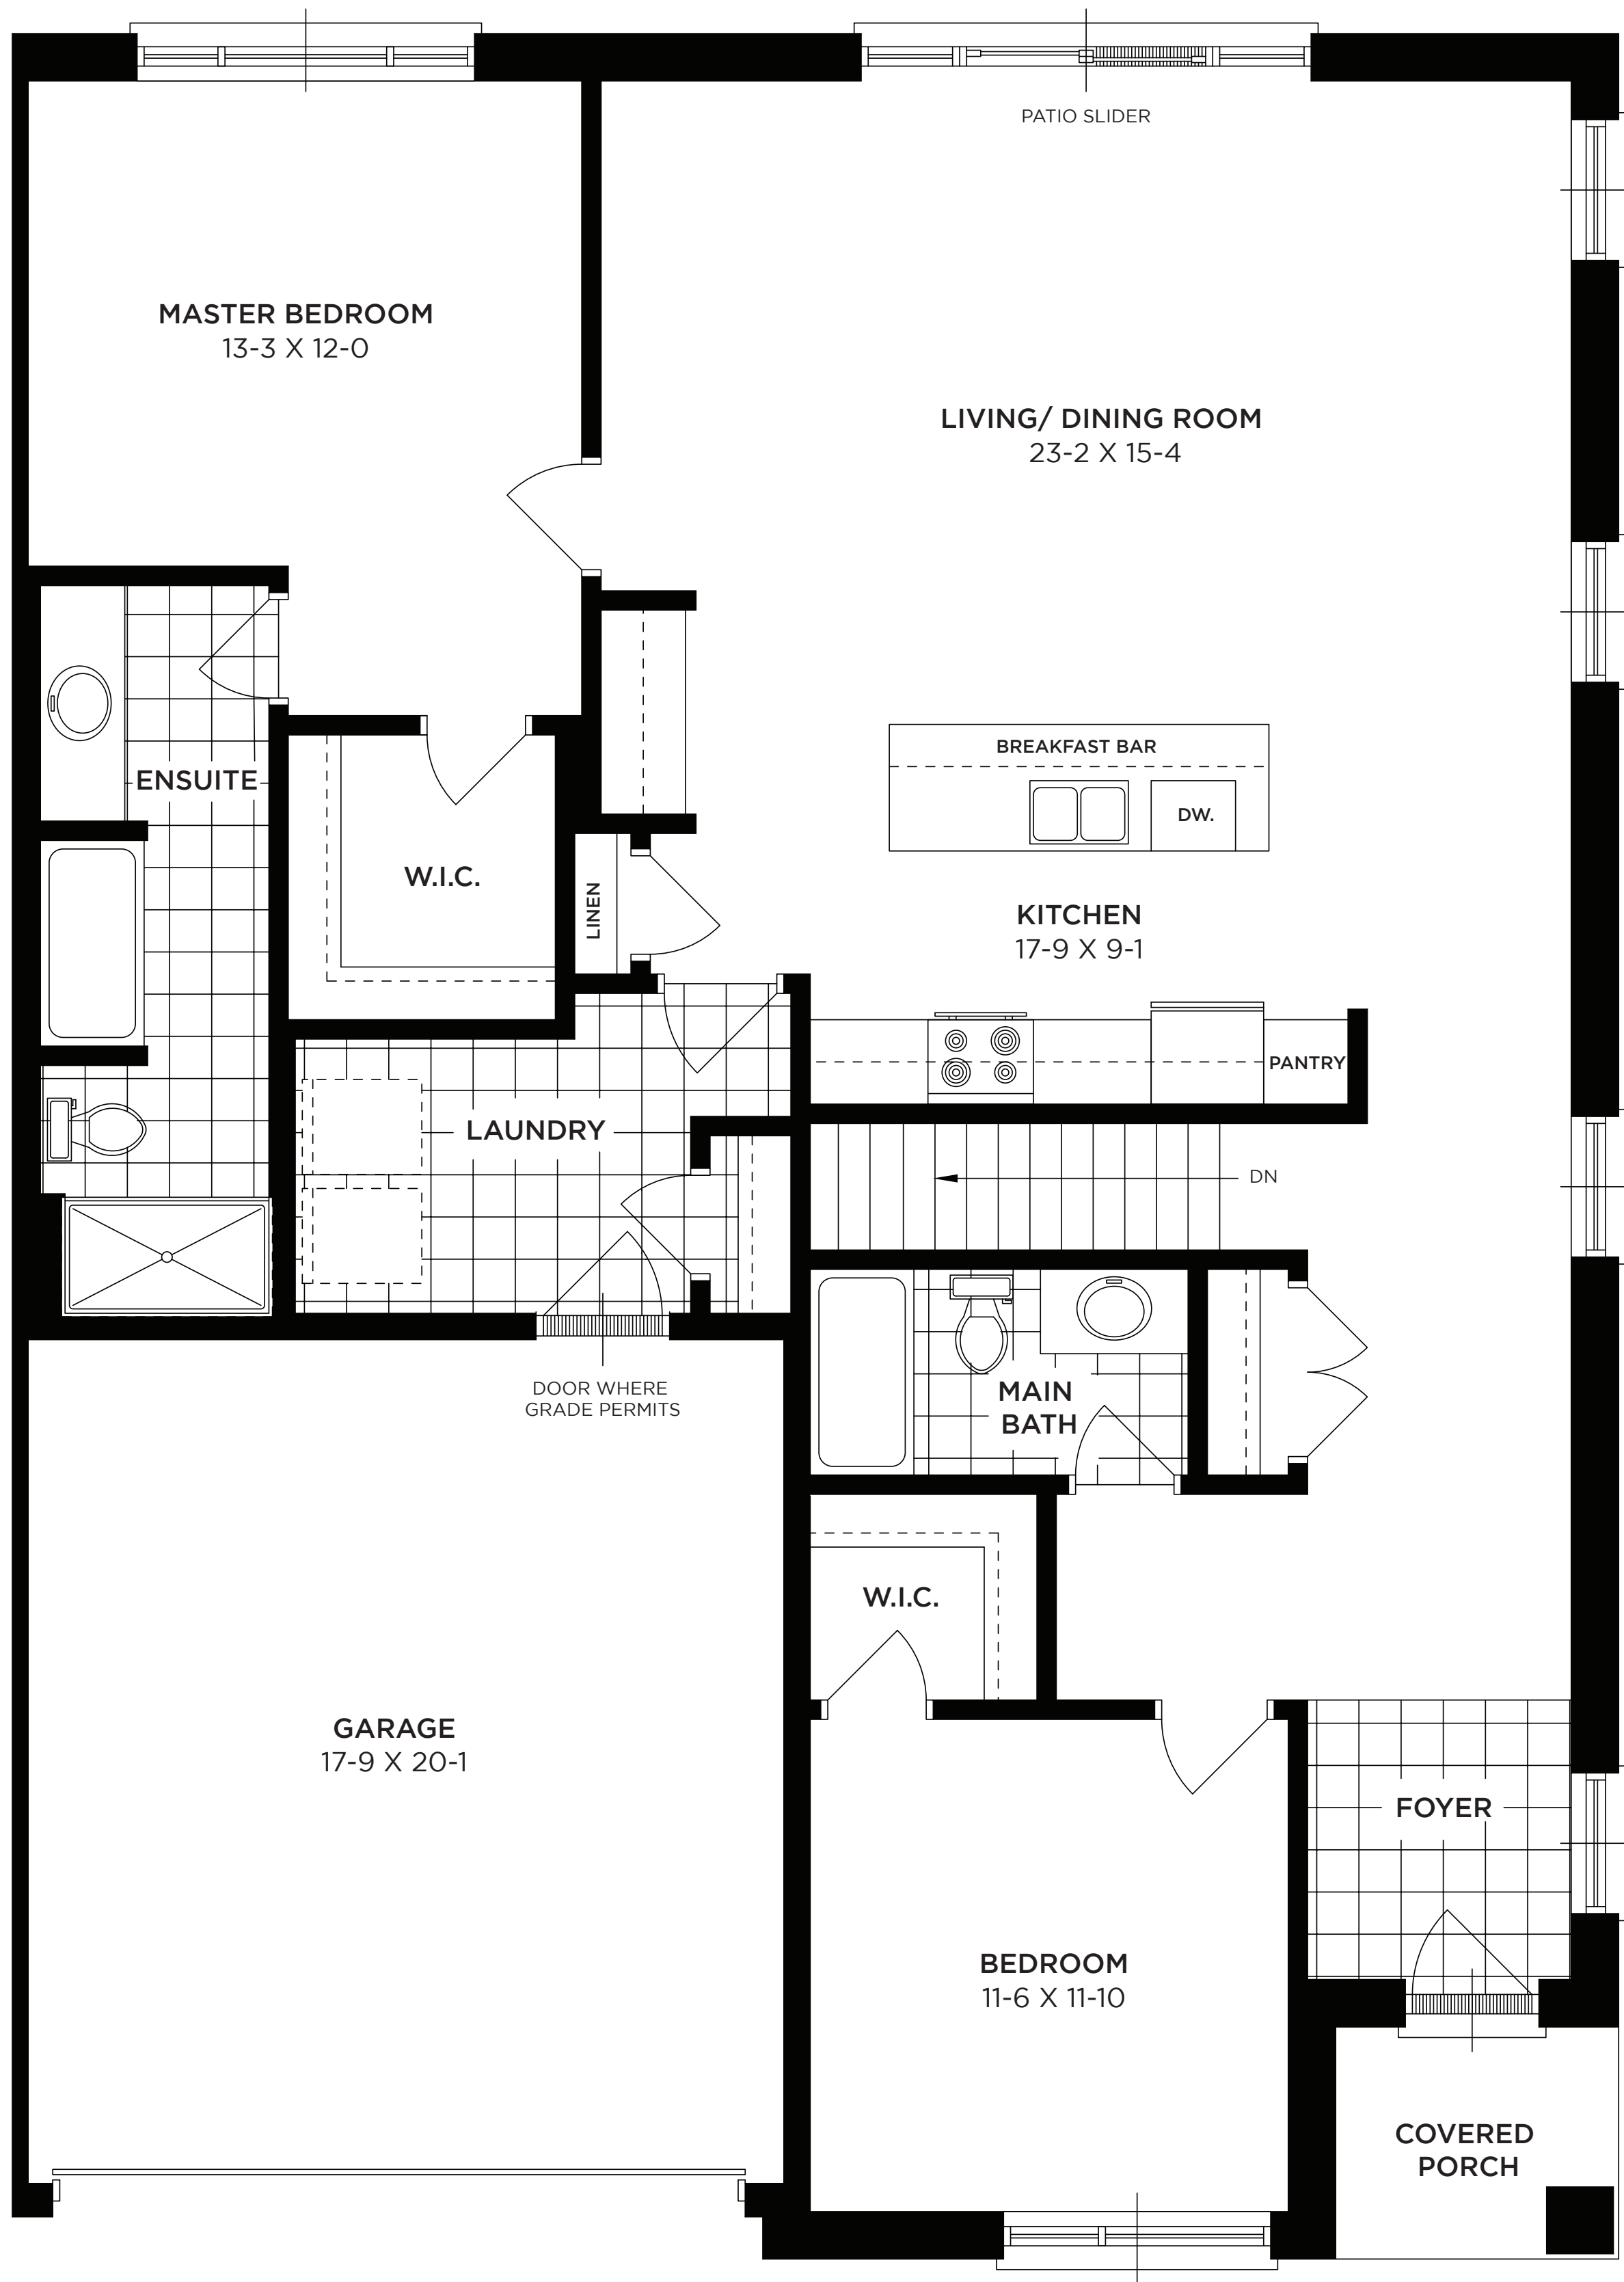 PATIO SLIDER
MASTER BEDROOM
13-3 X 12-0
LIVING/ DINING ROOM
23-2 X 15-4
BREAKFAST BAR
DW.
ENSUITE
W.I.C.
LINEN
KITCHEN
17-9 X 9-1
PANTRY
LAUNDRY
DN
DOOR WHERE
GRADE PERMITS
MAIN
BATH
W.I.C.
GARAGE
17-9 X 20-1
FOYER
BEDROOM
11-6 X 11-10
COVERED
PORCH